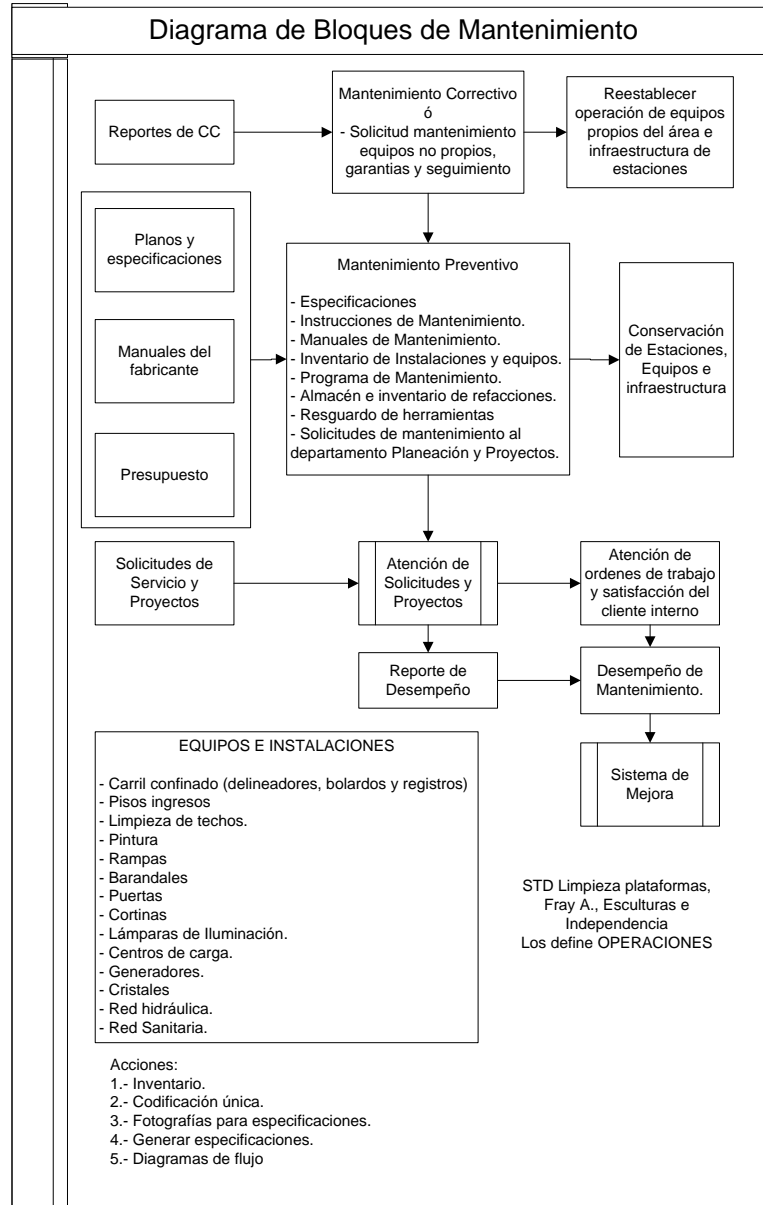 Diagrama de Bloques de Mantenimiento
Reportes de CC
Mantenimiento Correctivo
ó
- Solicitud mantenimiento
equipos no propios,
garantias y seguimiento
Reestablecer
operación de equipos
propios del área e
infraestructura de
estaciones
Planos y
especificaciones
Manuales del
fabricante
Presupuesto
Mantenimiento Preventivo
- Especificaciones
- Instrucciones de Mantenimiento.
- Manuales de Mantenimiento.
- Inventario de Instalaciones y equipos.
- Programa de Mantenimiento.
- Almacén e inventario de refacciones.
- Resguardo de herramientas
- Solicitudes de mantenimiento al
departamento Planeación y Proyectos.
Conservación
de Estaciones,
Equipos e
infraestructura
Solicitudes de
Servicio y
Proyectos
Atención de
Solicitudes y
Proyectos
Atención de
ordenes de trabajo
y satisfacción del
cliente interno
Reporte de
Desempeño
Desempeño de
Mantenimiento.
Sistema de
Mejora
EQUIPOS E INSTALACIONES
- Carril confinado (delineadores, bolardos y registros)
- Pisos ingresos
- Limpieza de techos.
- Pintura
- Rampas
- Barandales
- Puertas
- Cortinas
- Lámparas de Iluminación.
- Centros de carga.
- Generadores.
- Cristales
- Red hidráulica.
- Red Sanitaria.
STD Limpieza plataformas,
Fray A., Esculturas e
Independencia
Los define OPERACIONES
Acciones:
1.- Inventario.
2.- Codificación única.
3.- Fotografías para especificaciones.
4.- Generar especificaciones.
5.- Diagramas de flujo